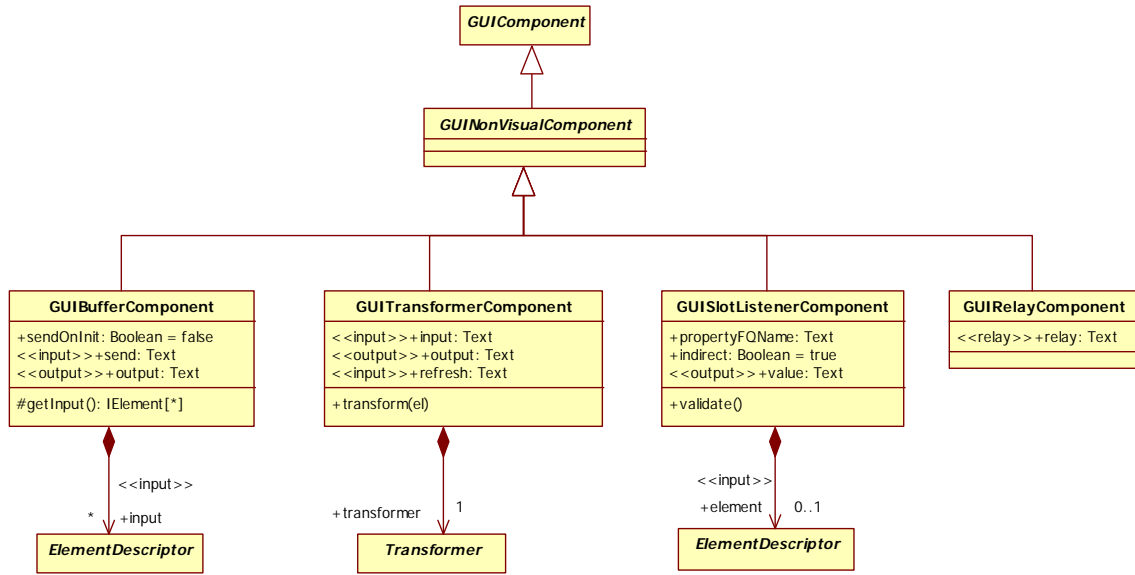 GUIComponent
GUINonVisualComponent
GUIBufferComponent
+sendOnInit: Boolean = false
<<input>>+send: Text
<<output>>+output: Text
#getInput(): IElement[*]
GUITransformerComponent
<<input>>+input: Text
<<output>>+output: Text
<<input>>+refresh: Text
+transform(el)
GUISlotListenerComponent
+propertyFQName: Text
+indirect: Boolean = true
<<output>>+value: Text
+validate()
GUIRelayComponent
<<relay>>+relay: Text
<<input>>
* +input
ElementDescriptor
+transformer 1
Transformer
<<input>>
+element 0..1
ElementDescriptor